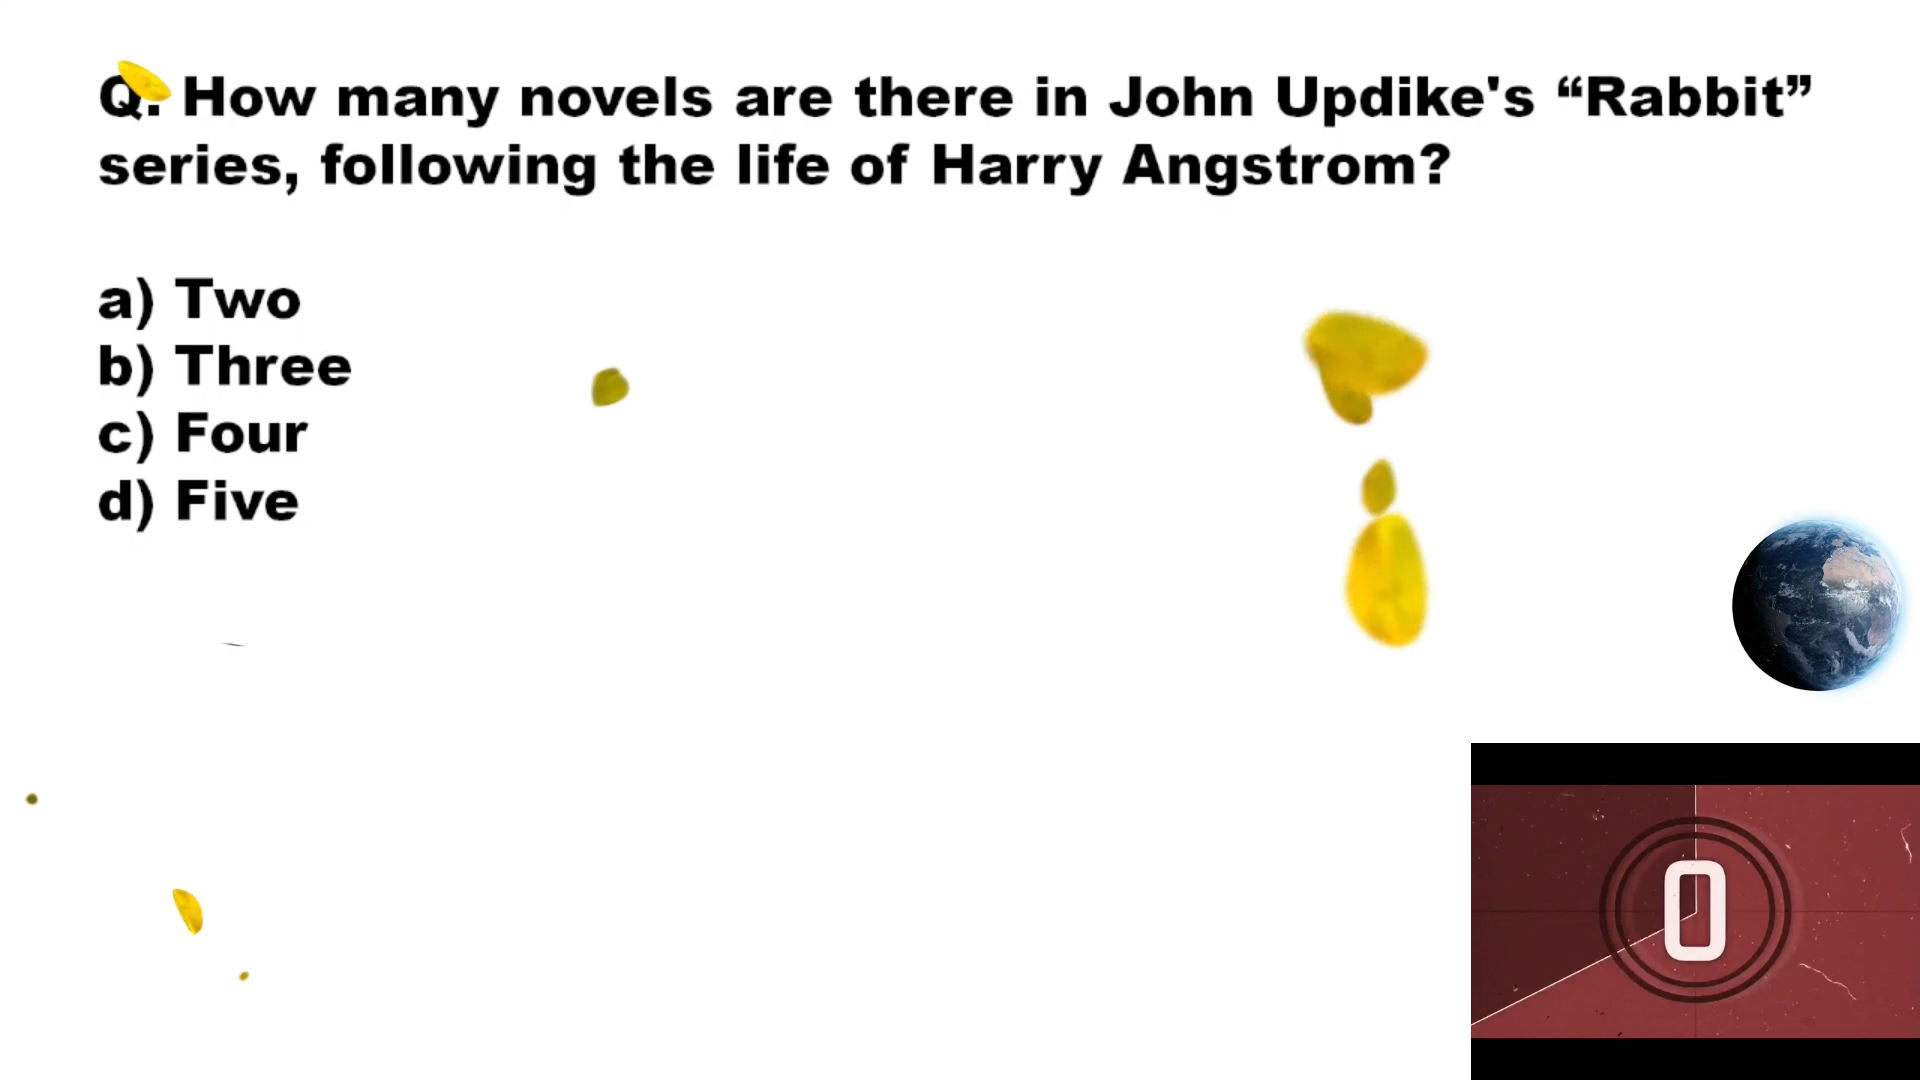 Q. How many novels are there in John Updike's “Rabbit”
series, following the life of Harry Angstrom?
a) Two
b) Three
c) Four
d) Five
0